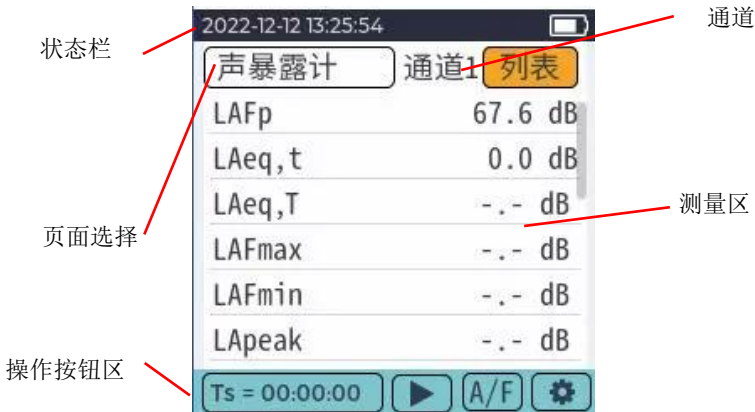 2022-12-12 13:25:54
通道
状态栏
声暴露计 通道1 列表
LAFp 67.6 dB
LAeq,t 0.0 dB
LAeq,T -.- dB
测量区
页面选择
LAFmax -.- dB
LAFmin -.- dB
LApeak -.- dB
操作按钮区
Ts = 00:00:00 A/F